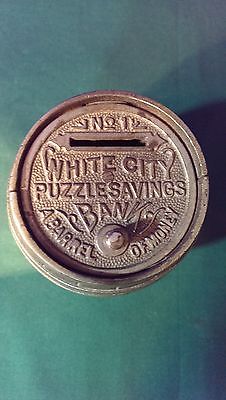 No 1
WHITE CITY
PUZZLE SAVINGS
BANK
A BARREL OF MONEY